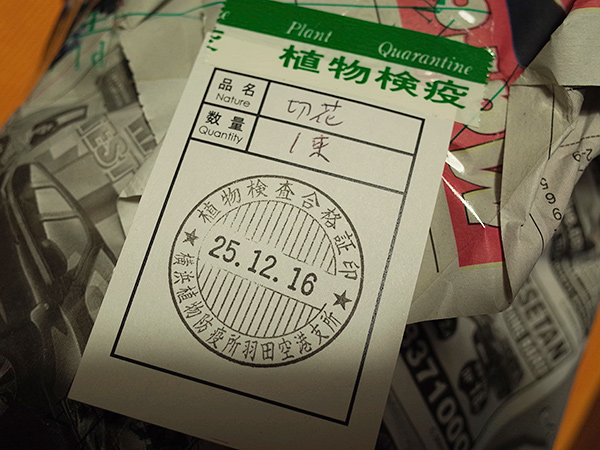 Plant Quarantine
植物検疫
品名 切花
Nature
数量 1束
Quantity
植物検査合格証印
25.12.16
★横浜植物防疫所羽田空港支所★
SETAN
371000